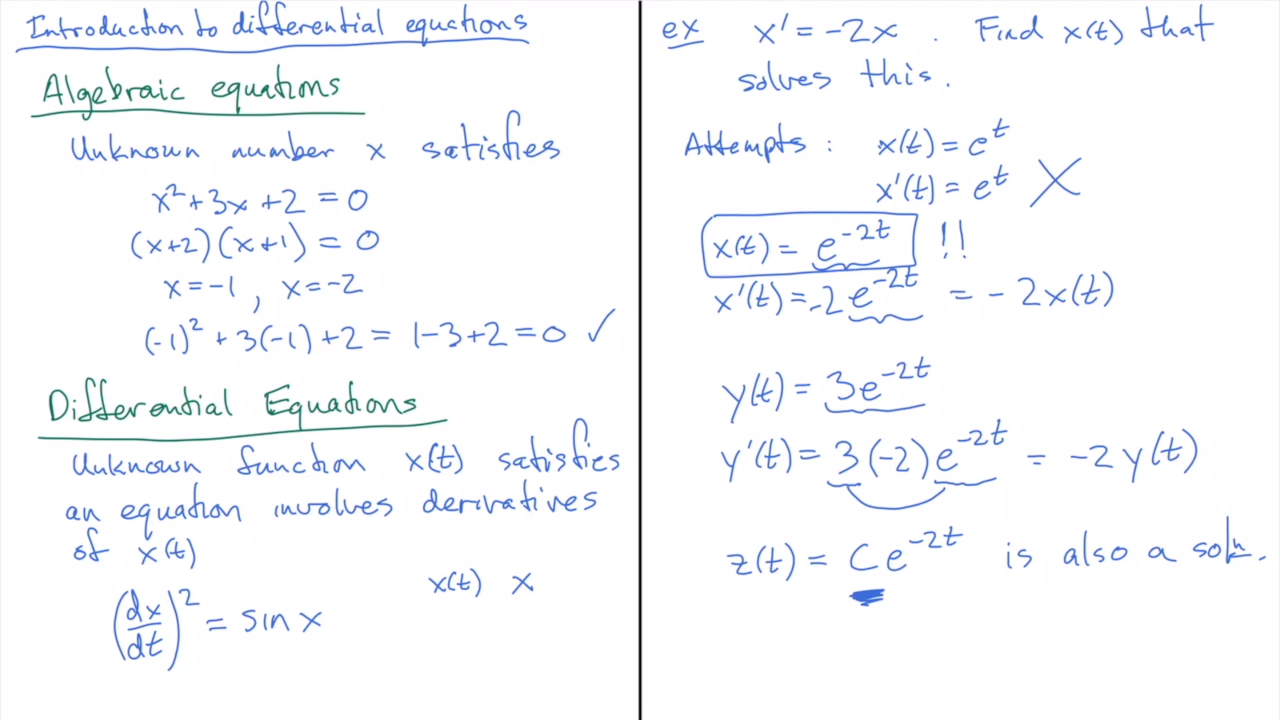 Introduction to differential equations
Algebraic equations
Unknown number x satisfies
x² + 3x + 2 = 0
(x+2)(x+1) = 0
x = -1 , x = -2
(-1)² + 3(-1) + 2 = 1 - 3 + 2 = 0 ✓
Differential Equations
Unknown function x(t) satisfies
an equation involves derivatives
of x(t)
x(t) x
(dx/dt)² = sin x
ex x' = -2x . Find x(t) that
solves this.
Attempts : x(t) = e^t
x'(t) = e^t X
x(t) = e^{-2t} !!
x'(t) = -2 e^{-2t} = -2x(t)
y(t) = 3e^{-2t}
y'(t) = 3(-2)e^{-2t} = -2y(t)
z(t) = Ce^{-2t} is also a soln.